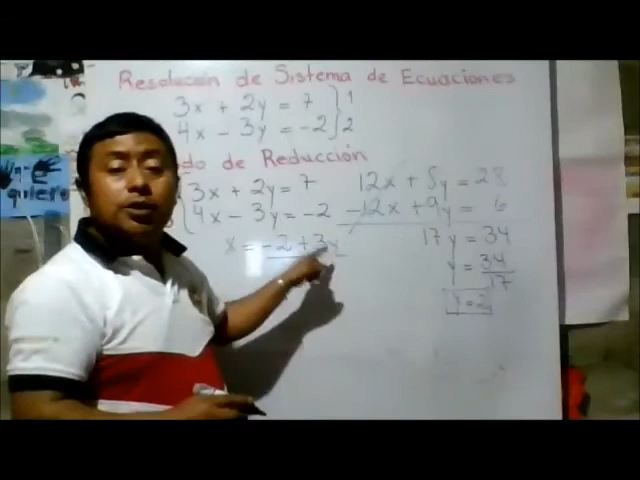 Resolución de Sistema de Ecuaciones
3x + 2y = 7 } 1
4x - 3y = -2 } 2
do de Reducción
3x + 2y = 7
4x - 3y = -2
x = -2 + 3y
12x + 8y = 28
-12x + 9y = 6
17y = 34
y = 34
17
y = 2
quiero